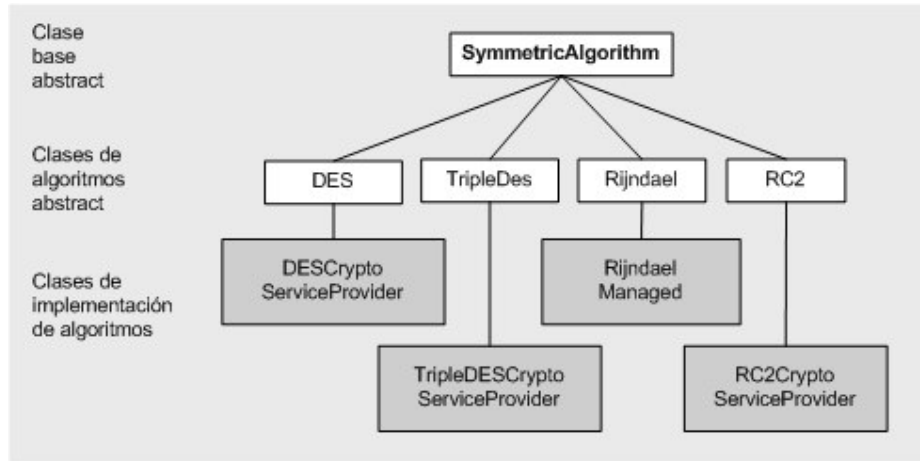 Clase
base
abstract
SymmetricAlgorithm
Clases de
algoritmos
abstract
DES
TripleDes
Rijndael
RC2
Clases de
implementación
de algoritmos
DESCrypto
ServiceProvider
Rijndael
Managed
TripleDESCrypto
ServiceProvider
RC2Crypto
ServiceProvider